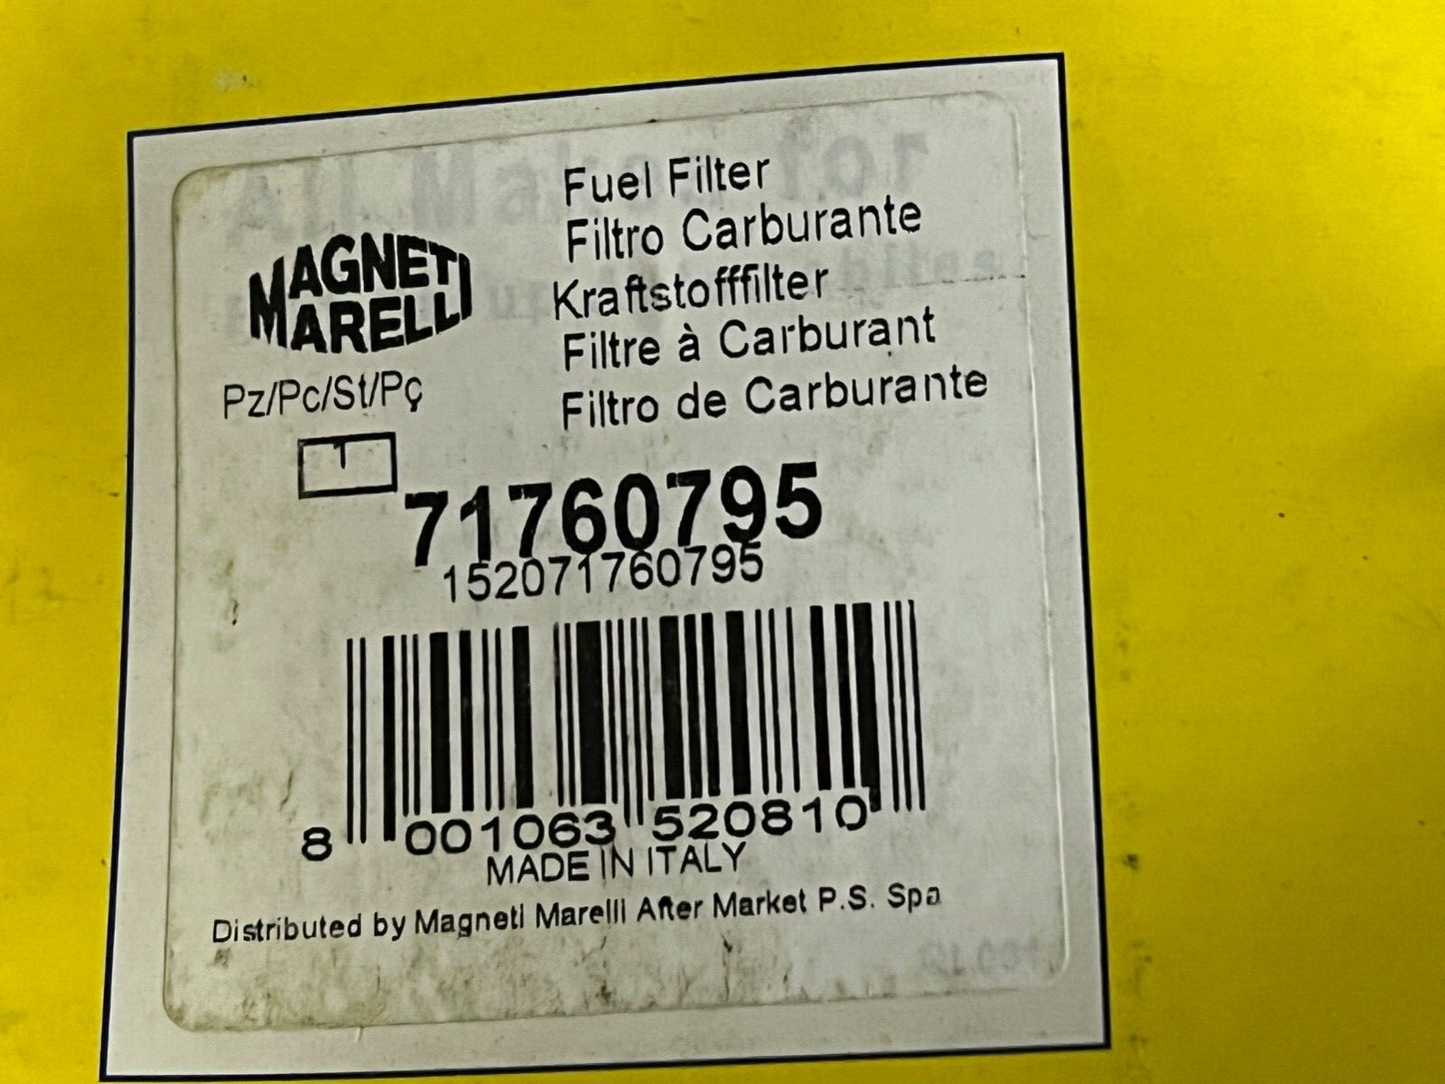 MAGNETI
MARELLI
Pz/Pc/St/Pç
1
Fuel Filter
Filtro Carburante
Kraftstofffilter
Filtre à Carburant
Filtro de Carburante
71760795
152071760795
8 001063 520810
MADE IN ITALY
Distributed by Magneti Marelli After Market P.S. Spa